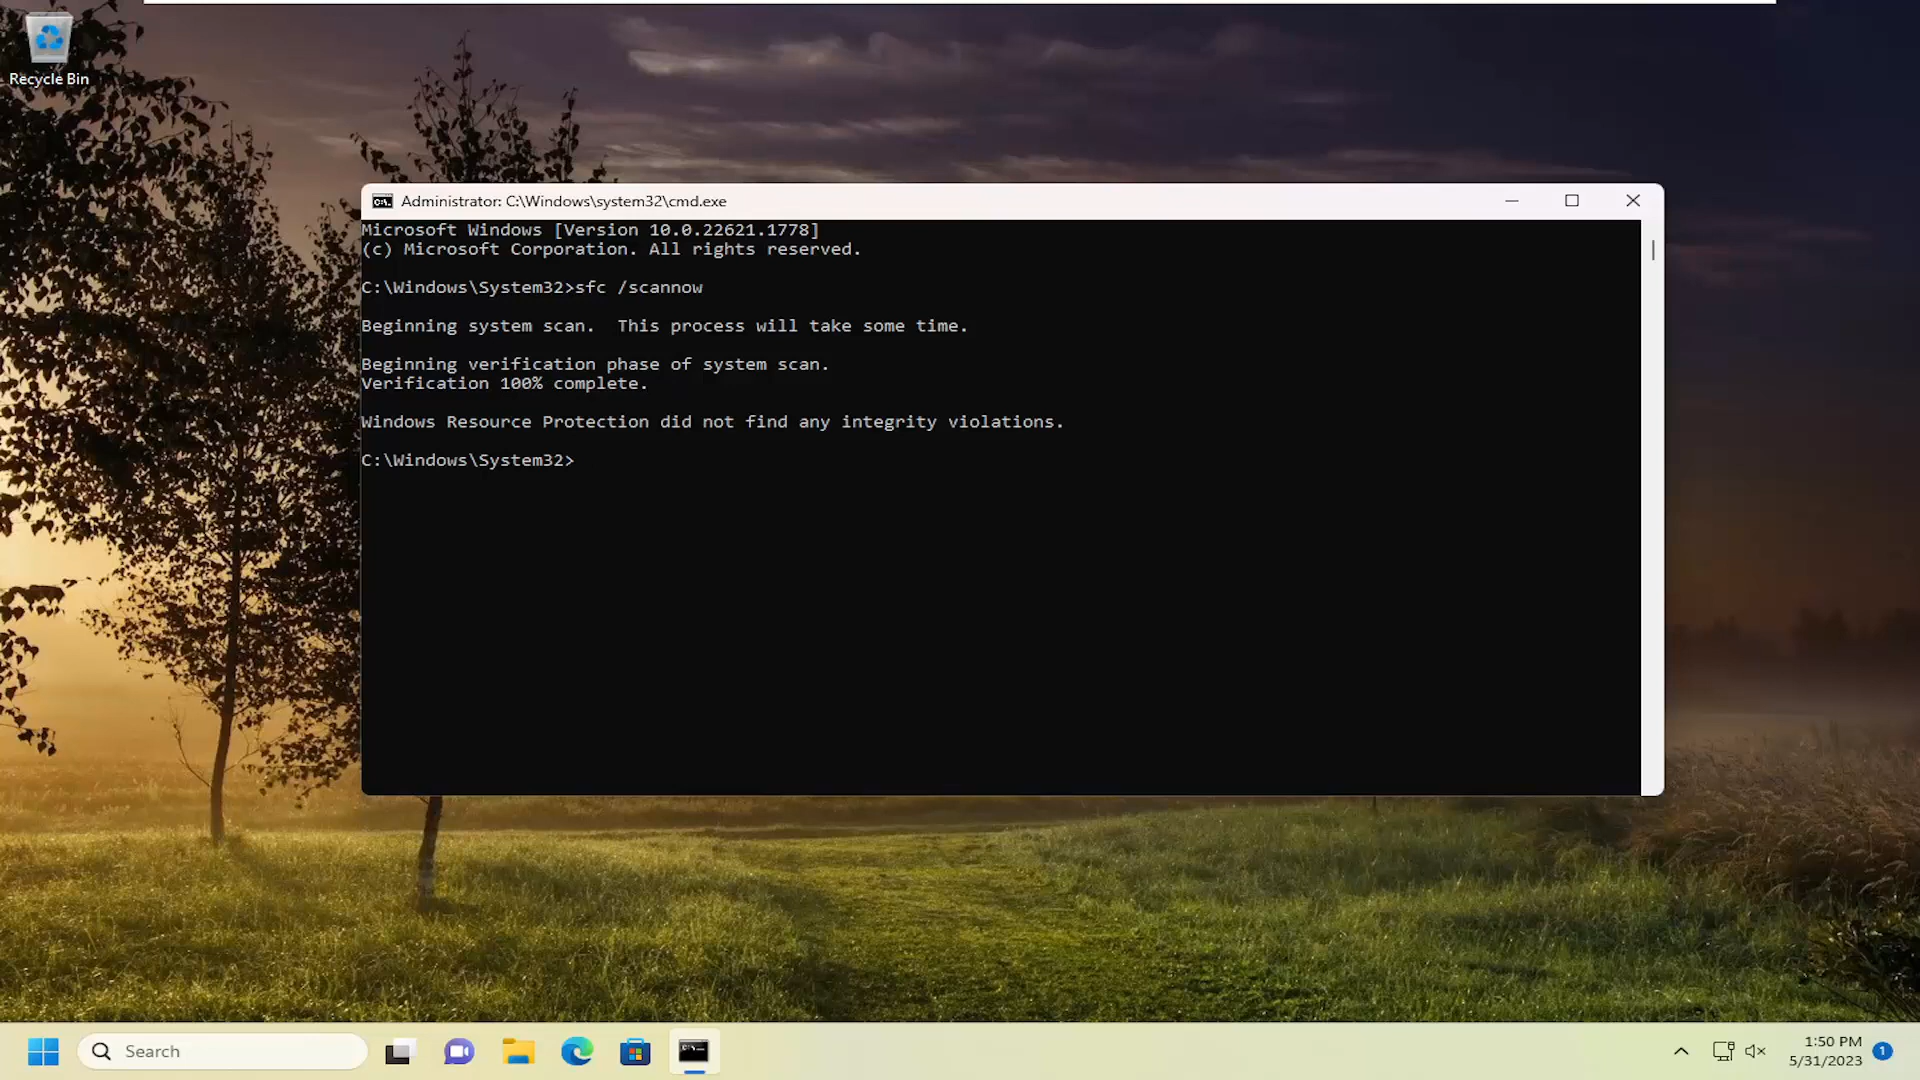 Recycle Bin
Administrator: C:\Windows\system32\cmd.exe
Microsoft Windows [Version 10.0.22621.1778]
(c) Microsoft Corporation. All rights reserved.
C:\Windows\System32>sfc /scannow
Beginning system scan.  This process will take some time.
Beginning verification phase of system scan.
Verification 100% complete.
Windows Resource Protection did not find any integrity violations.
C:\Windows\System32>
Search
1:50 PM
5/31/2023
1